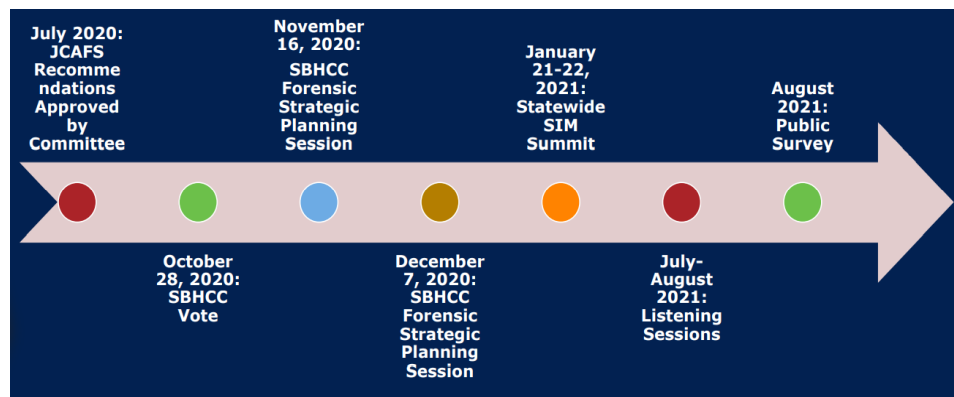 July 2020:
JCAFS
Recomme
ndations
Approved
by
Committee
October
28, 2020:
SBHCC
Vote
November
16, 2020:
SBHCC
Forensic
Strategic
Planning
Session
December
7, 2020:
SBHCC
Forensic
Strategic
Planning
Session
January
21-22,
2021:
Statewide
SIM
Summit
July-
August
2021:
Listening
Sessions
August
2021:
Public
Survey